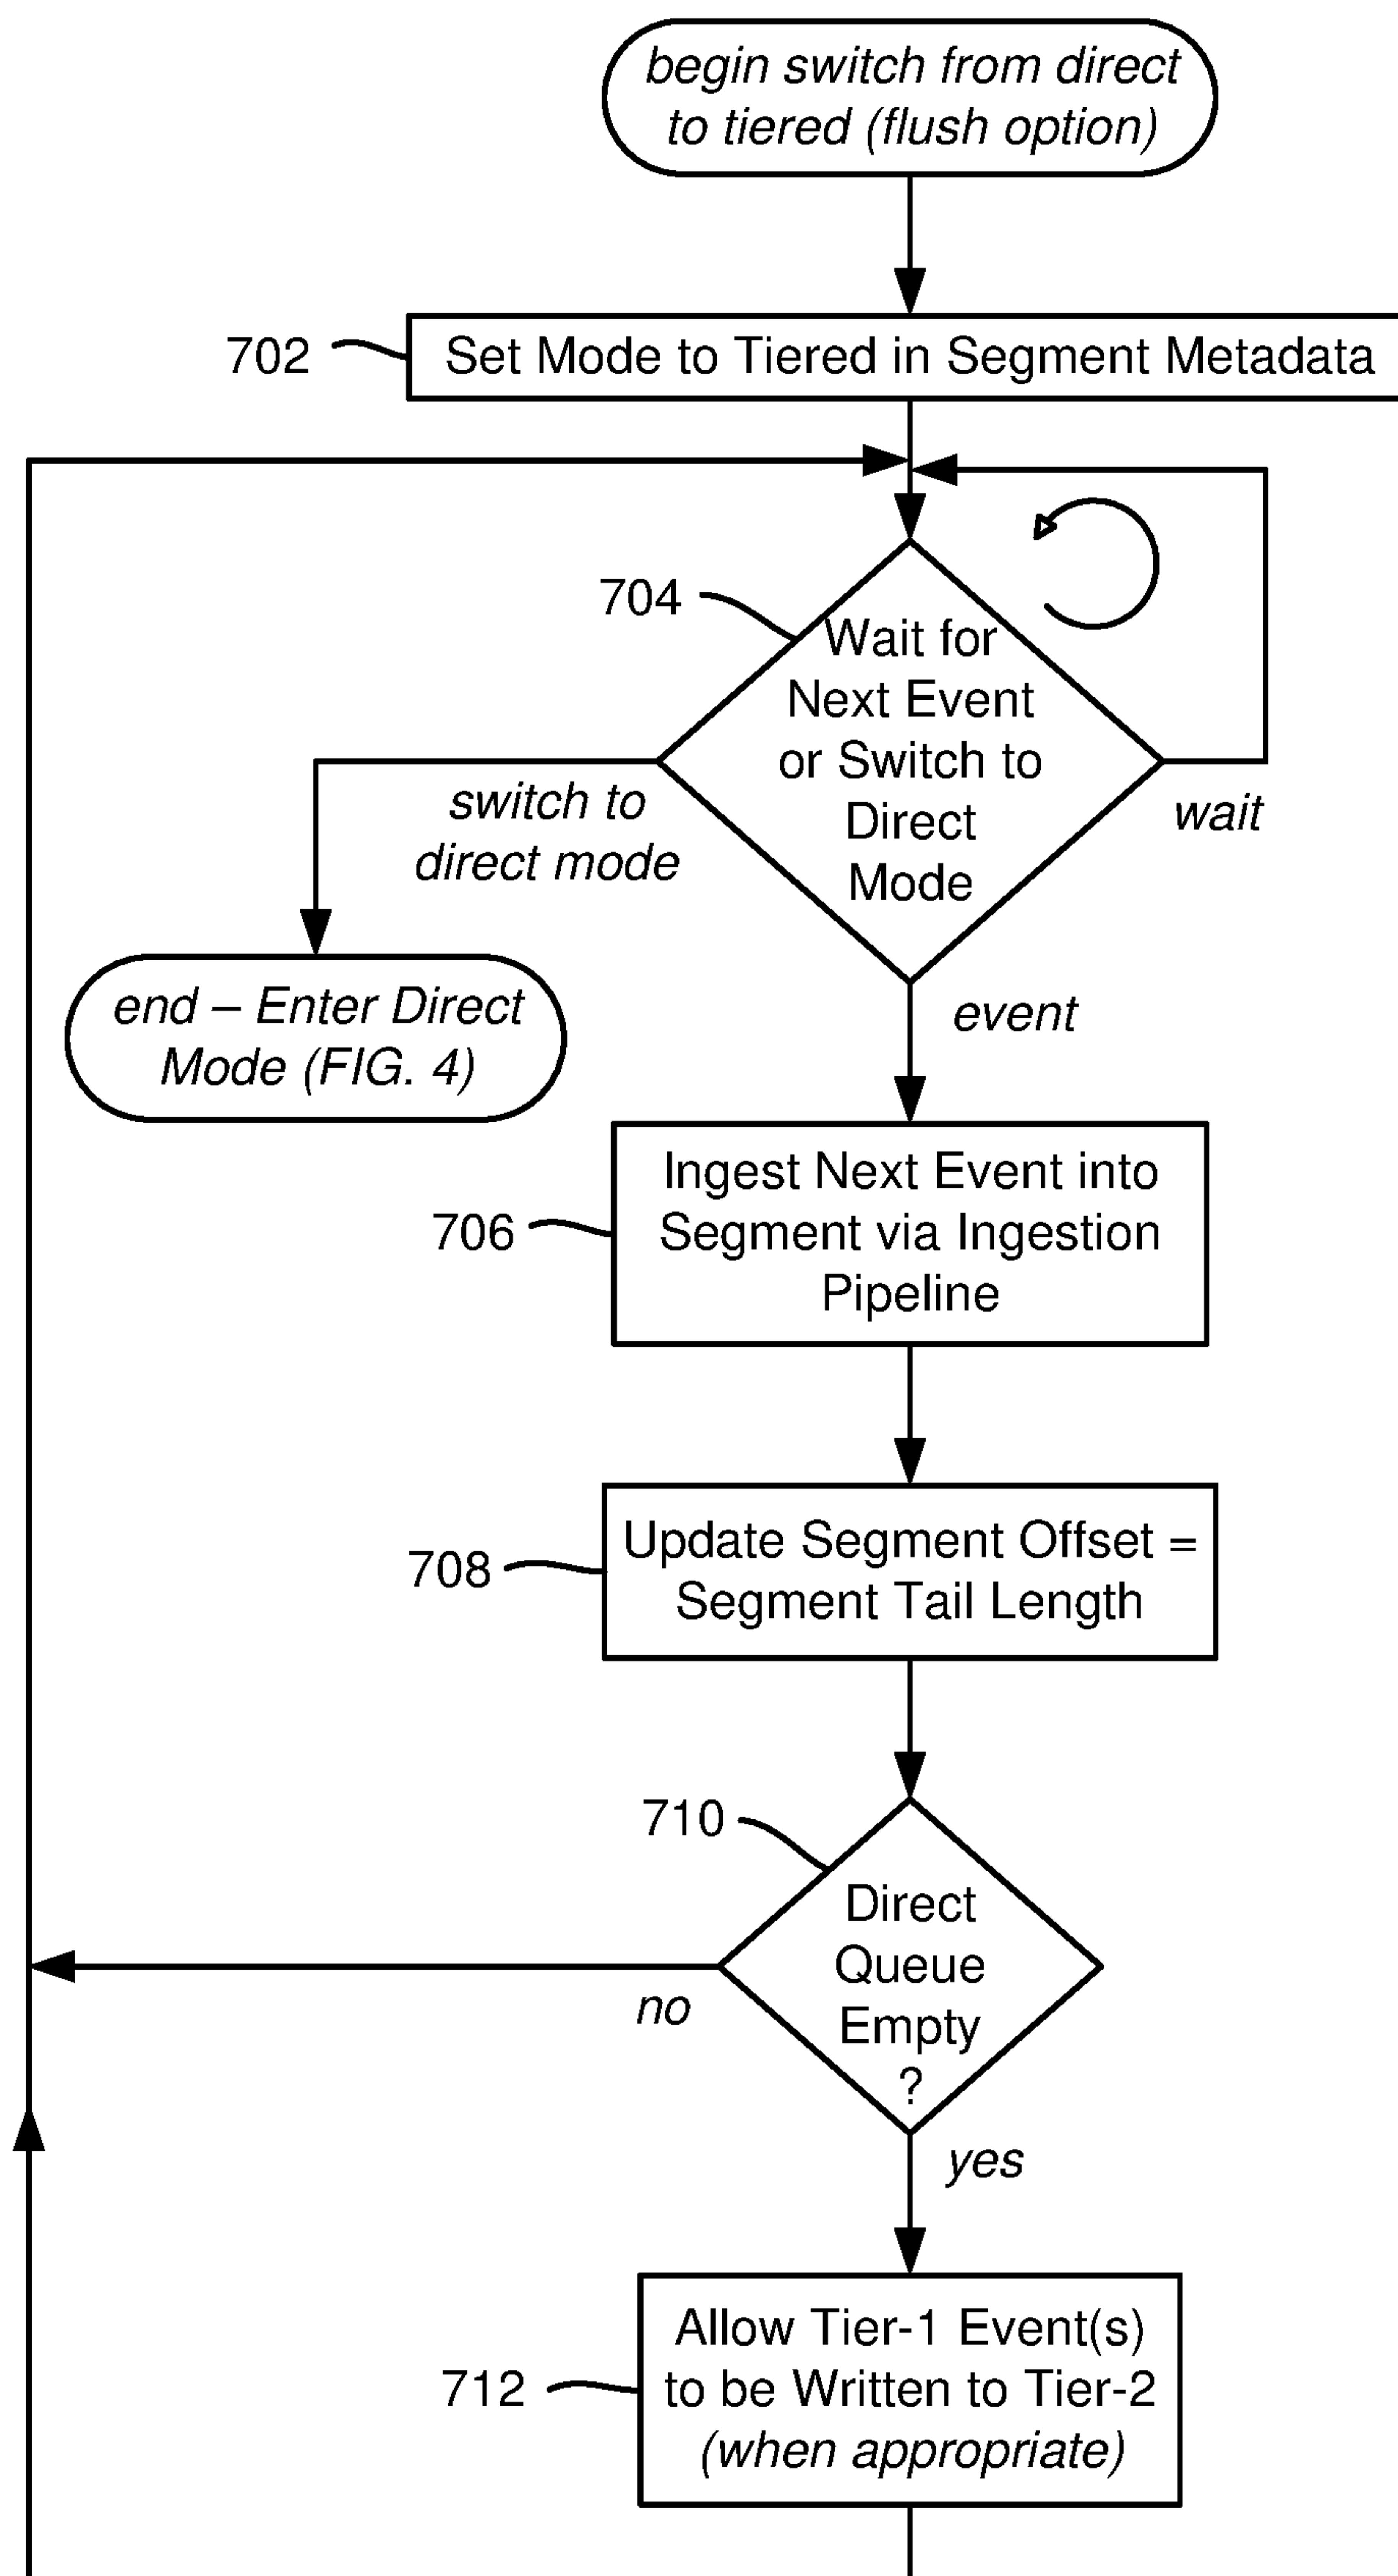 begin switch from direct
to tiered (flush option)
702
Set Mode to Tiered in Segment Metadata
704
Wait for
Next Event
or Switch to
Direct
Mode
switch to
direct mode
wait
end – Enter Direct
Mode (FIG. 4)
event
706
Ingest Next Event into
Segment via Ingestion
Pipeline
708
Update Segment Offset =
Segment Tail Length
710
Direct
Queue
Empty
?
no
yes
712
Allow Tier-1 Event(s)
to be Written to Tier-2
(when appropriate)